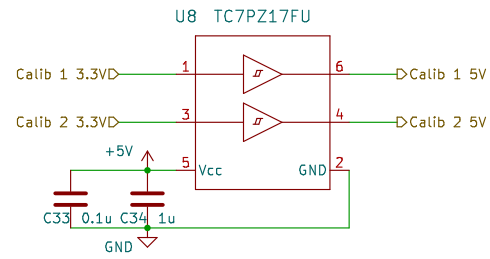 U8 TC7PZ17FU
Calib 1 3.3V 1 6 Calib 1 5V
Calib 2 3.3V 3 4 Calib 2 5V
+5V 5 Vcc GND 2
C33 0.1u C34 1u
GND